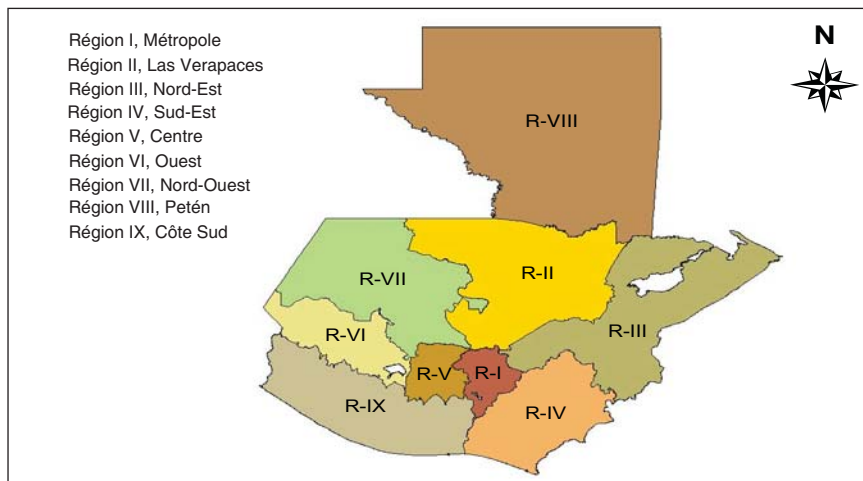 Région I, Métropole
Région II, Las Verapaces
Région III, Nord-Est
Région IV, Sud-Est
Région V, Centre
Région VI, Ouest
Région VII, Nord-Ouest
Région VIII, Petén
Région IX, Côte Sud
N
R-VIII
R-VII
R-II
R-III
R-VI
R-V
R-I
R-IX
R-IV